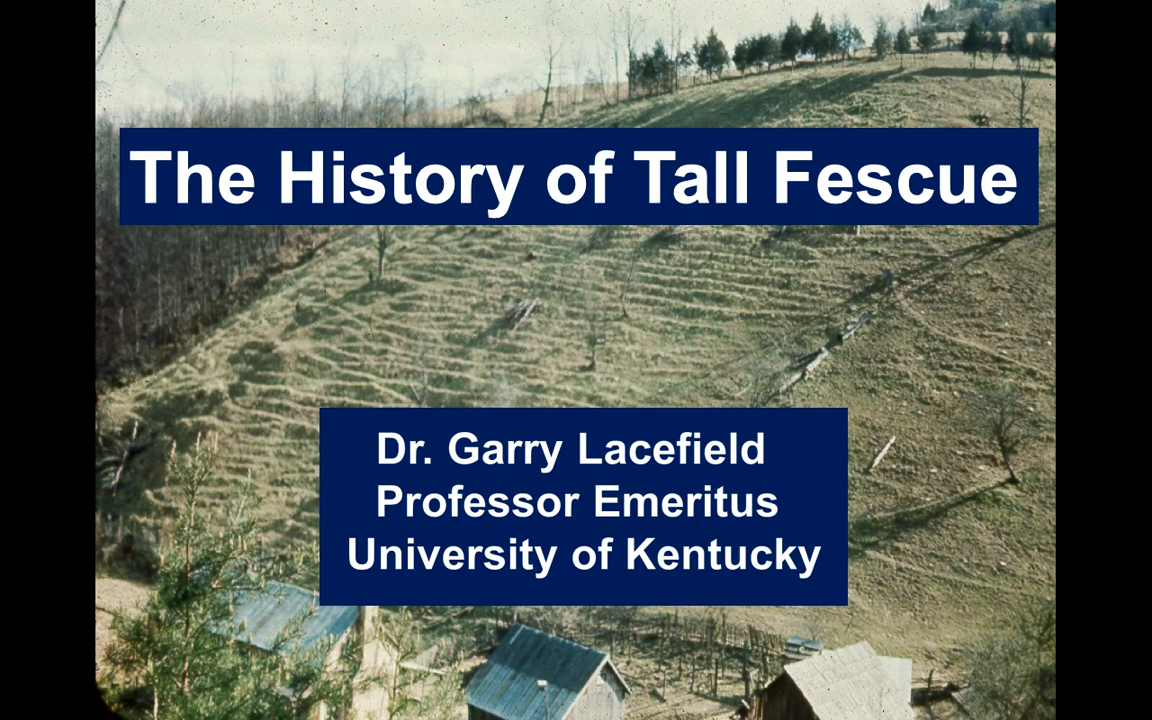 The History of Tall Fescue
Dr. Garry Lacefield
Professor Emeritus
University of Kentucky